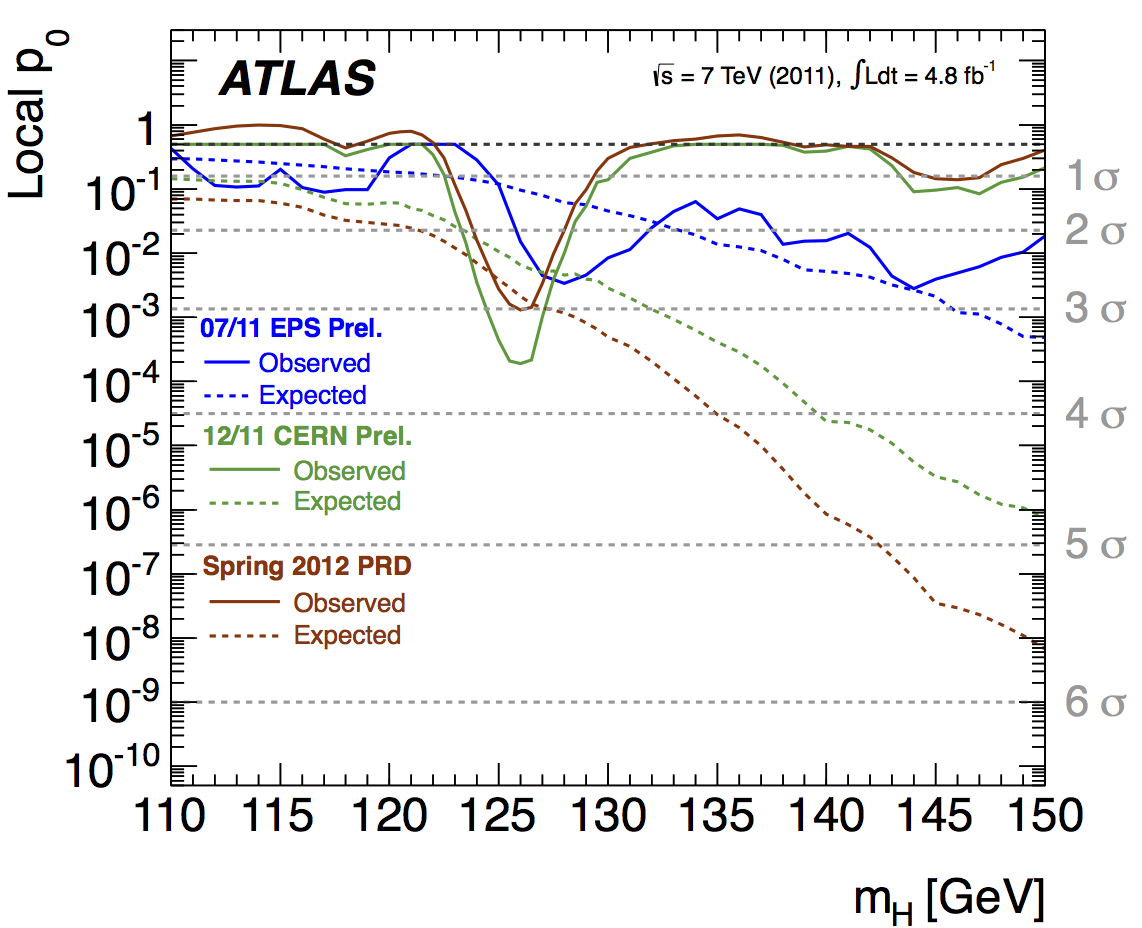 Local p₀
ATLAS
√s = 7 TeV (2011), ∫Ldt = 4.8 fb⁻¹
1
10⁻¹
10⁻²
10⁻³
10⁻⁴
10⁻⁵
10⁻⁶
10⁻⁷
10⁻⁸
10⁻⁹
10⁻¹⁰
1 σ
2 σ
3 σ
4 σ
5 σ
6 σ
07/11 EPS Prel.
Observed
Expected
12/11 CERN Prel.
Observed
Expected
Spring 2012 PRD
Observed
Expected
110 115 120 125 130 135 140 145 150
m_H [GeV]